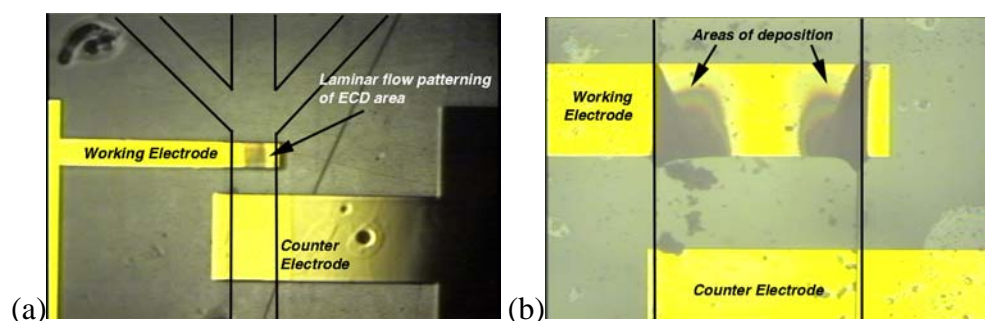 Laminar flow patterning
of ECD area
Working Electrode
Counter
Electrode
(a)
Areas of deposition
Working
Electrode
Counter Electrode
(b)